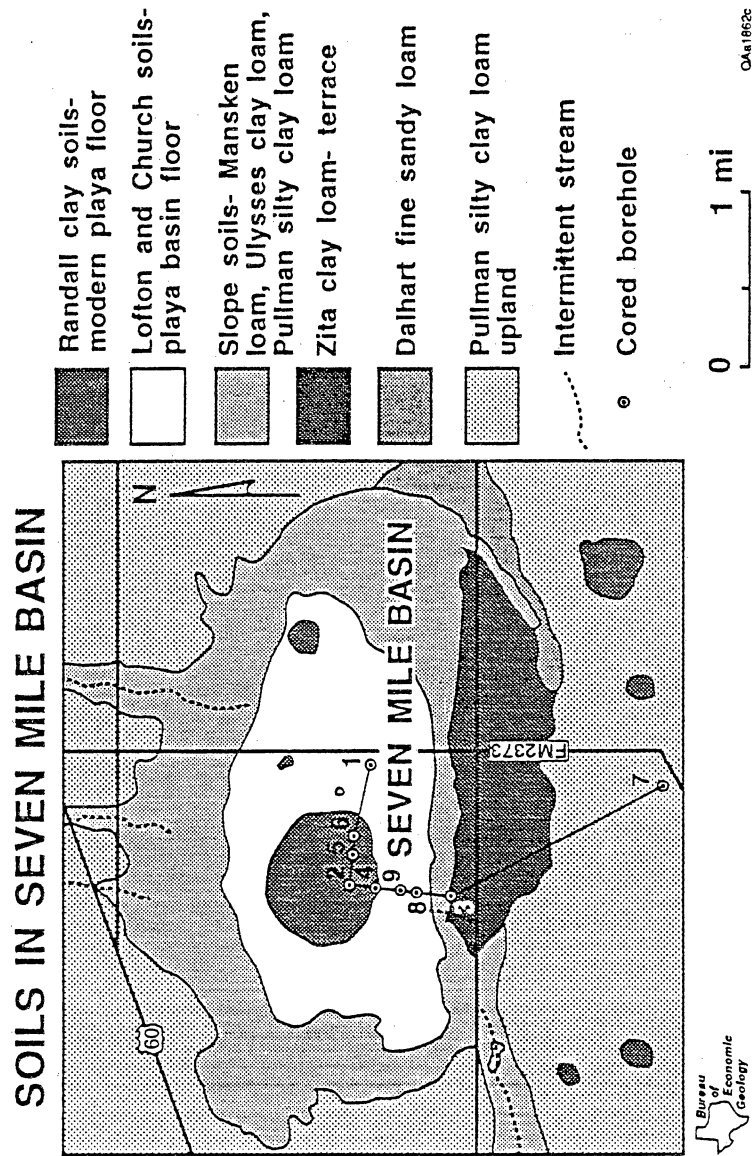 SOILS IN SEVEN MILE BASIN
60
N
SEVEN MILE BASIN
FM2373
1
2
5
6
4
9
8
3
7
Randall clay soils-
modern playa floor
Lofton and Church soils-
playa basin floor
Slope soils- Mansken
loam, Ulysses clay loam,
Pullman silty clay loam
Zita clay loam- terrace
Dalhart fine sandy loam
Pullman silty clay loam
upland
Intermittent stream
Cored borehole
0 1 mi
Bureau
of
Economic
Geology
QAa1862c